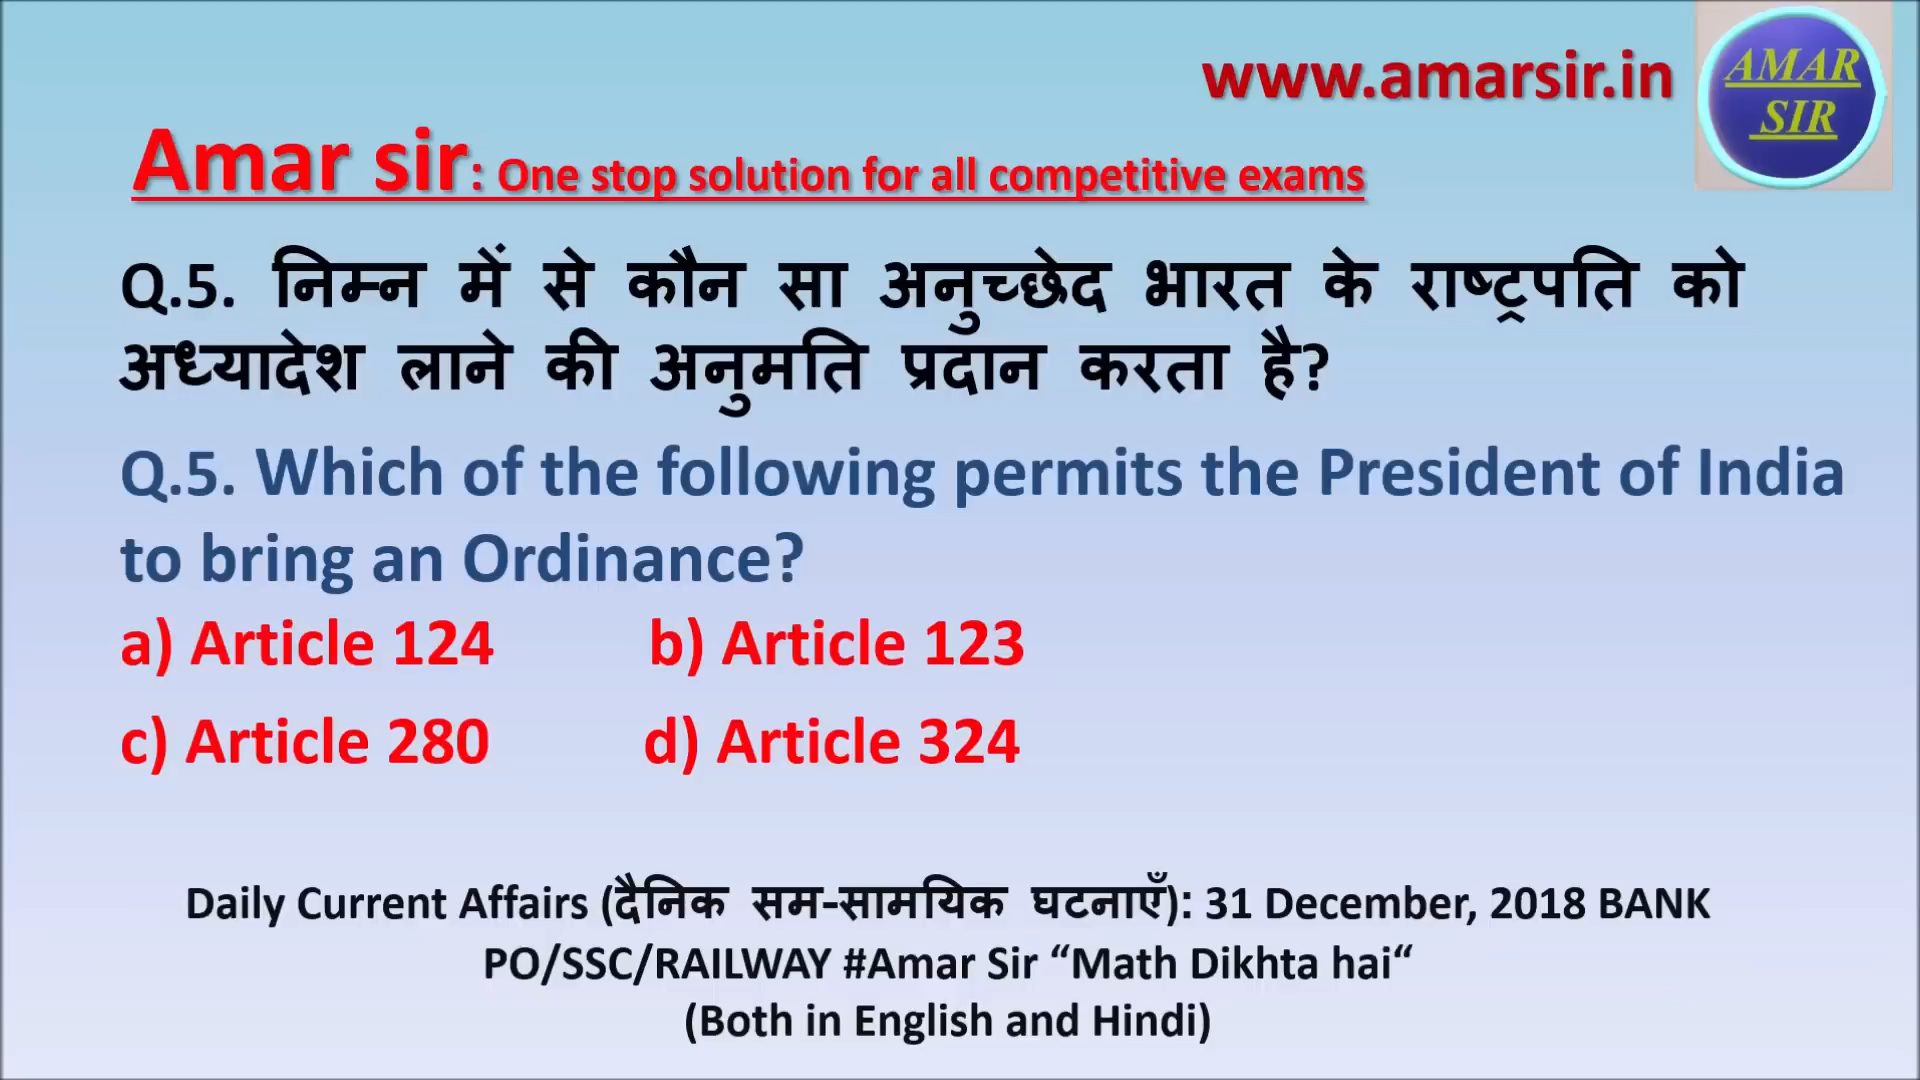 www.amarsir.in
AMAR
SIR
Amar sir: One stop solution for all competitive exams
Q.5. निम्न में से कौन सा अनुच्छेद भारत के राष्ट्रपति को
अध्यादेश लाने की अनुमति प्रदान करता है?
Q.5. Which of the following permits the President of India
to bring an Ordinance?
a) Article 124 b) Article 123
c) Article 280 d) Article 324
Daily Current Affairs (दैनिक सम-सामयिक घटनाएँ): 31 December, 2018 BANK
PO/SSC/RAILWAY #Amar Sir “Math Dikhta hai“
(Both in English and Hindi)